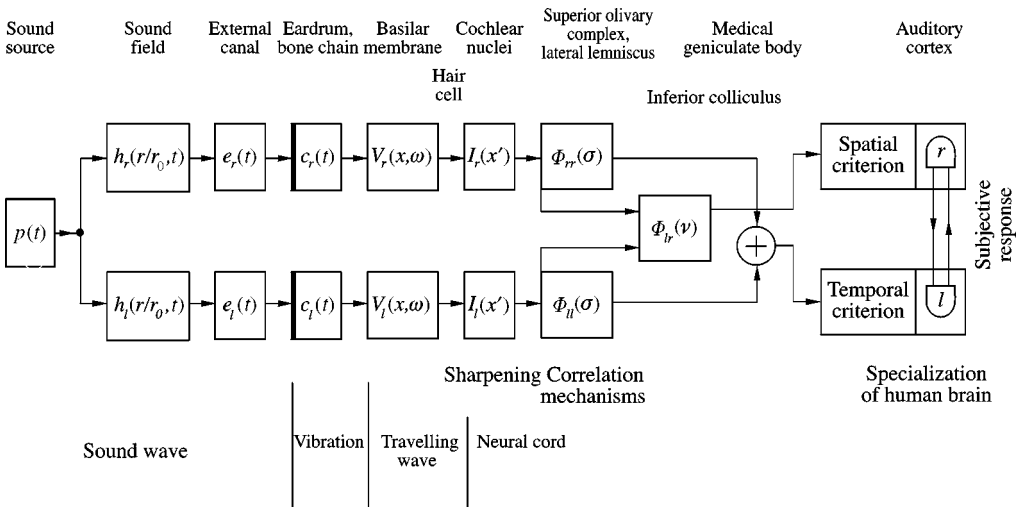 Sound
source
Sound
field
External
canal
Eardrum,
bone chain
Basilar
membrane
Cochlear
nuclei
Superior olivary
complex,
lateral lemniscus
Medical
geniculate body
Auditory
cortex
Hair
cell
Inferior colliculus
p(t)
h_r(r/r_0,t)
e_r(t)
c_r(t)
V_r(x,ω)
I_r(x′)
Φ_rr(σ)
Φ_lr(ν)
+
Spatial
criterion
r
h_l(r/r_0,t)
e_l(t)
c_l(t)
V_l(x,ω)
I_l(x′)
Φ_ll(σ)
Temporal
criterion
l
Subjective
response
Sharpening Correlation
mechanisms
Specialization
of human brain
Sound wave
Vibration
Travelling
wave
Neural cord